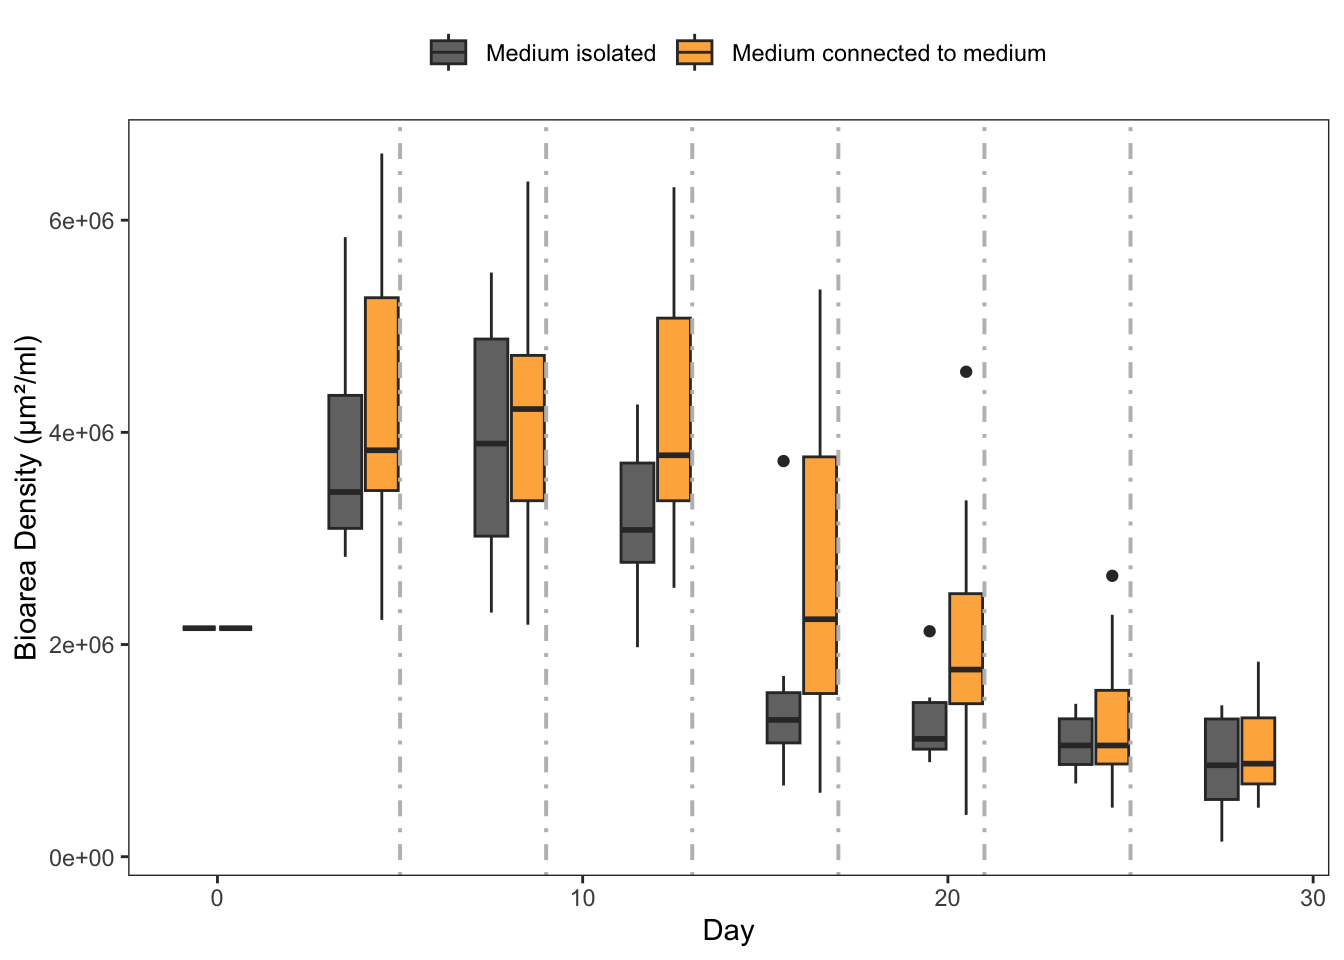 Medium isolated Medium connected to medium
Bioarea Density (μm²/ml)
6e+06
4e+06
2e+06
0e+00
0 10 20 30
Day